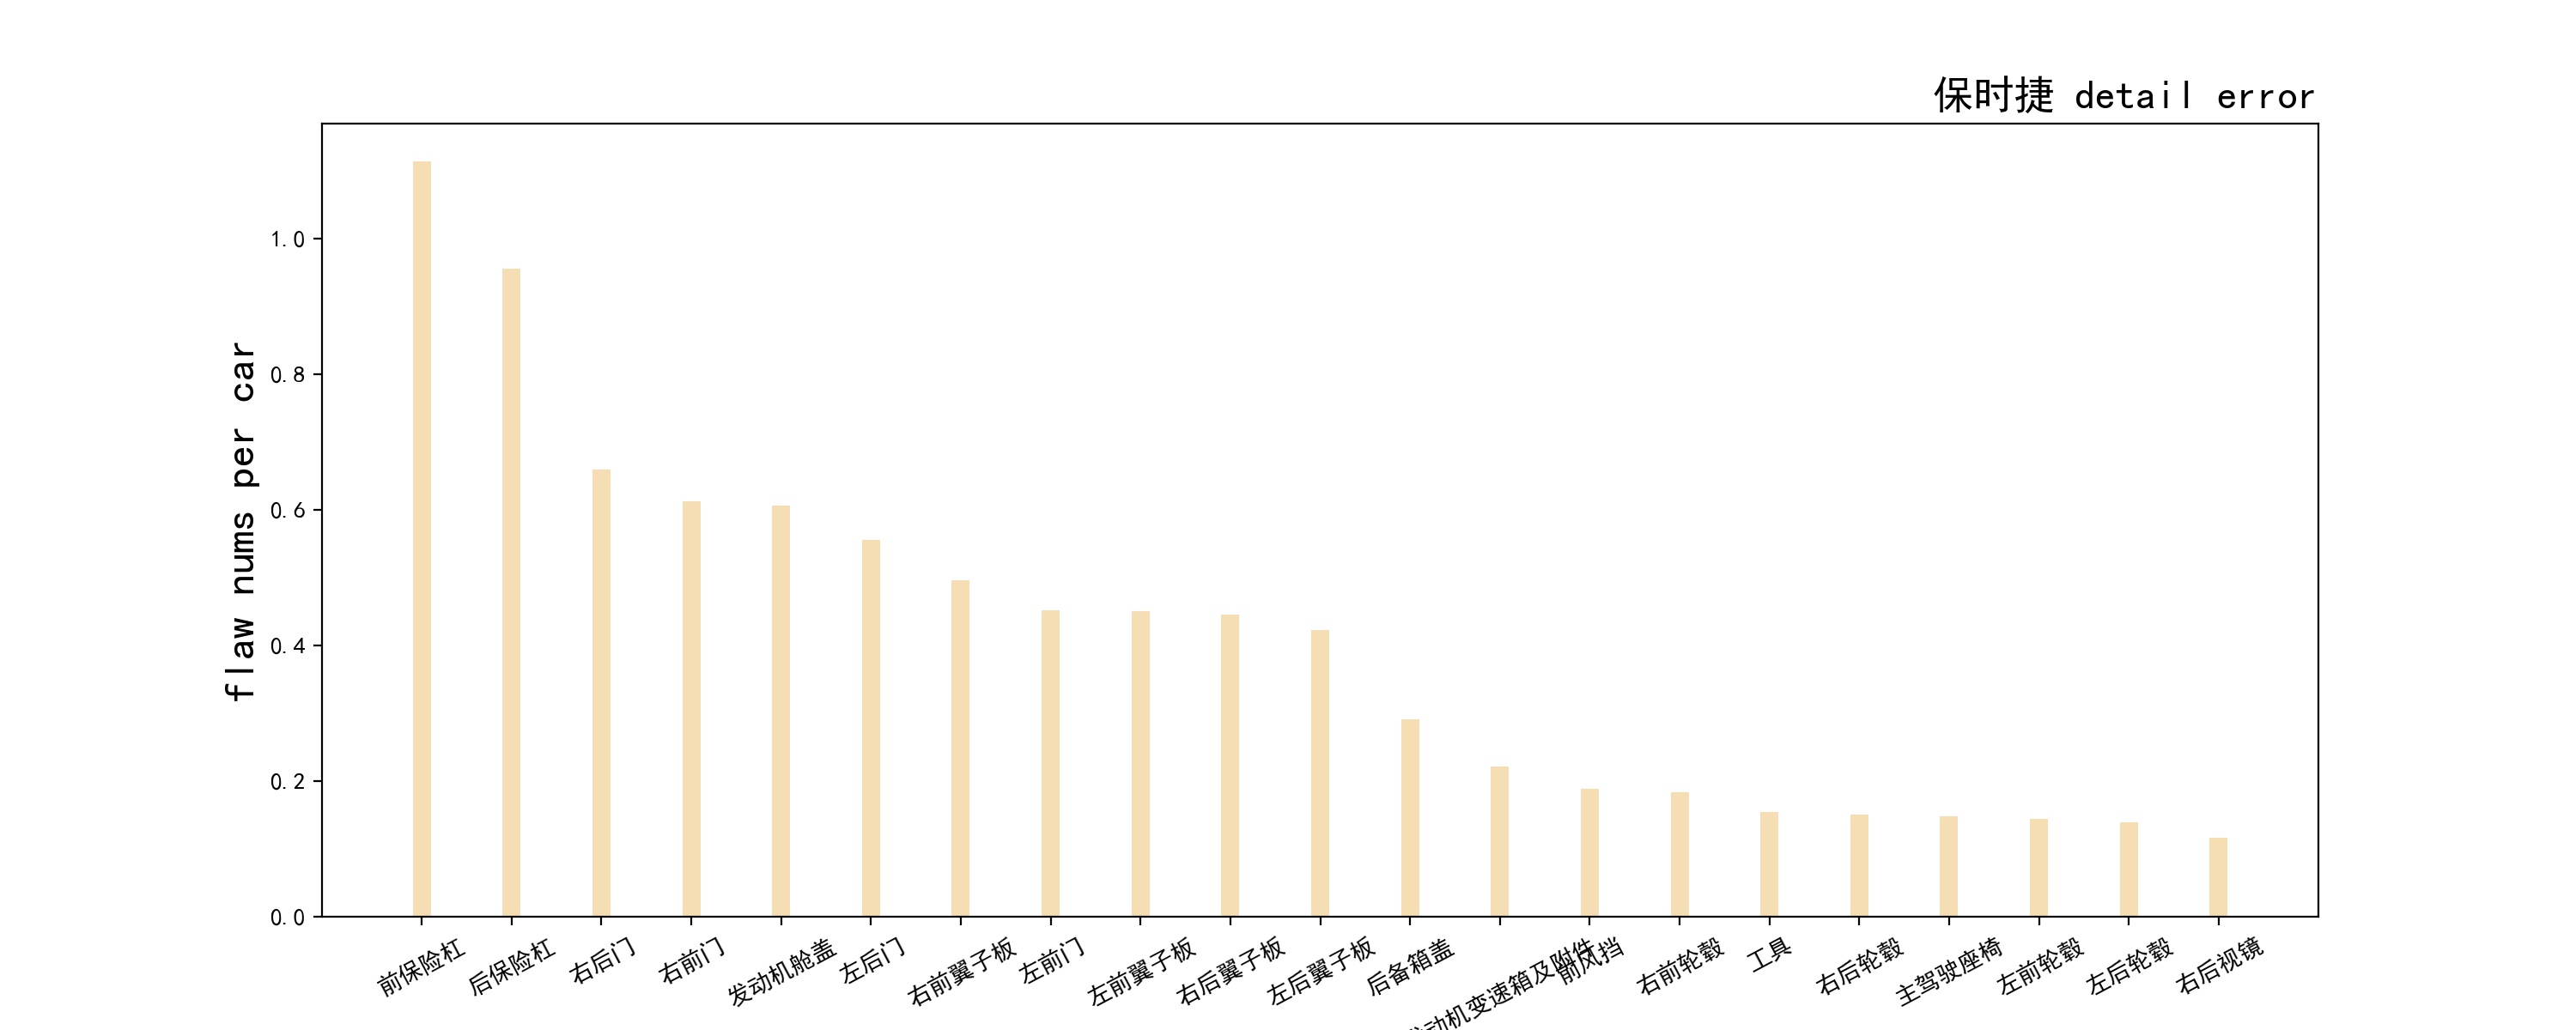 保时捷 detail error
flaw nums per car
1.0
0.8
0.6
0.4
0.2
0.0
前保险杠
后保险杠
右后门
右前门
发动机舱盖
左后门
右前翼子板
左前门
左前翼子板
右后翼子板
左后翼子板
后备箱盖
动机变速箱及附件
前风挡
右前轮毂
工具
右后轮毂
主驾驶座椅
左前轮毂
左后轮毂
右后视镜